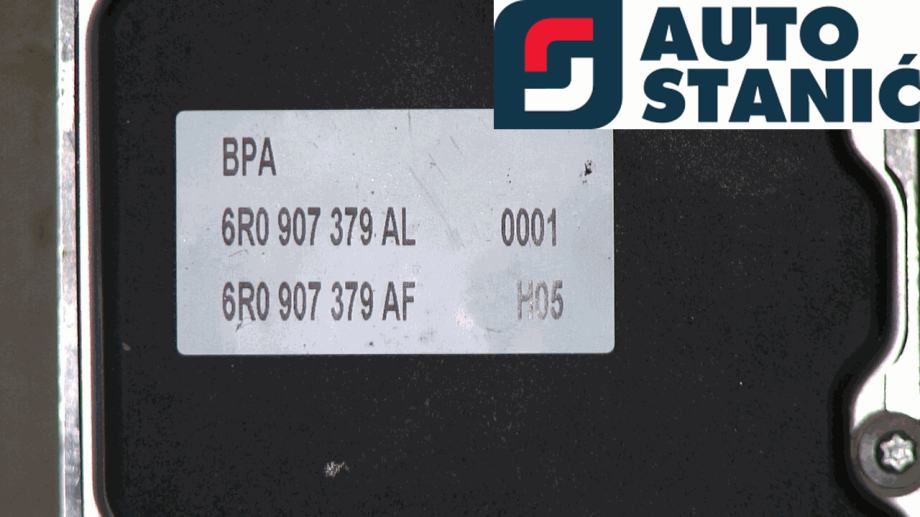 AUTO
STANIĆ
BPA
6R0 907 379 AL 0001
6R0 907 379 AF H05